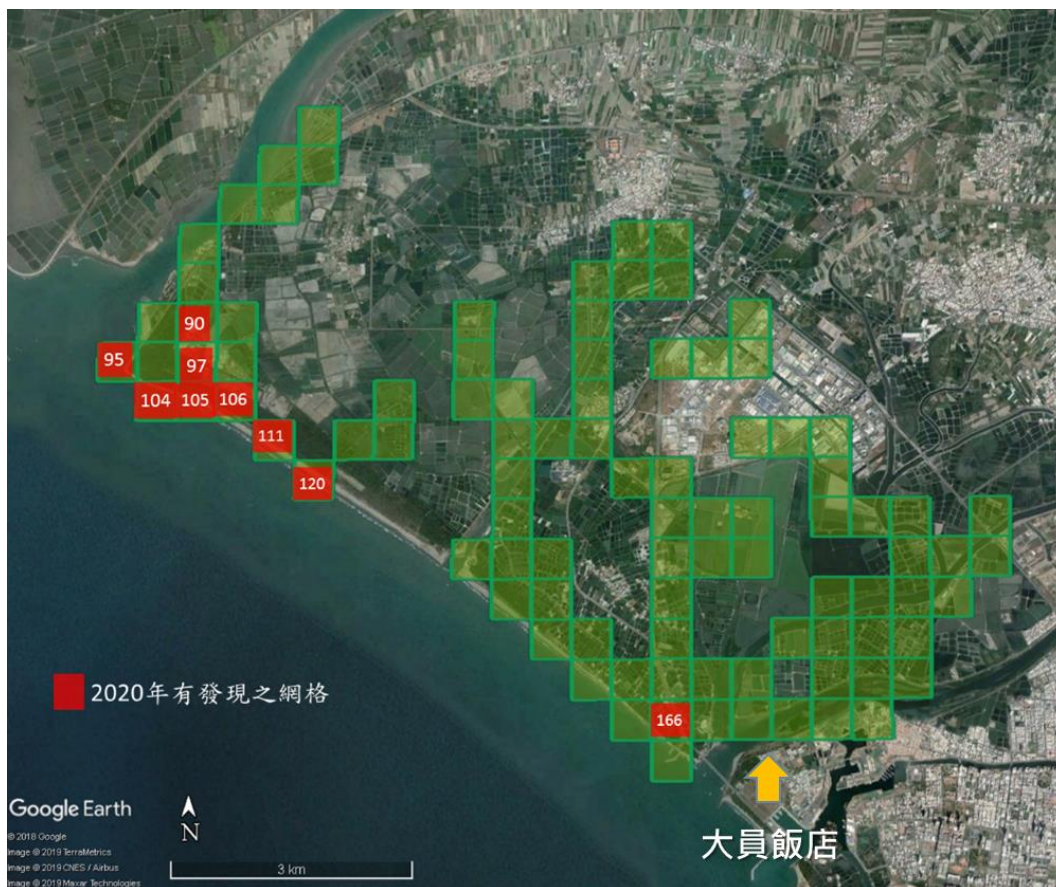 90
95
97
104 105 106
111
120
166
2020年有發現之網格
Google Earth
© 2018 Google
Image © 2019 TerraMetrics
Image © 2019 CNES / Airbus
Image © 2019 Maxar Technologies
N
3 km
大員飯店